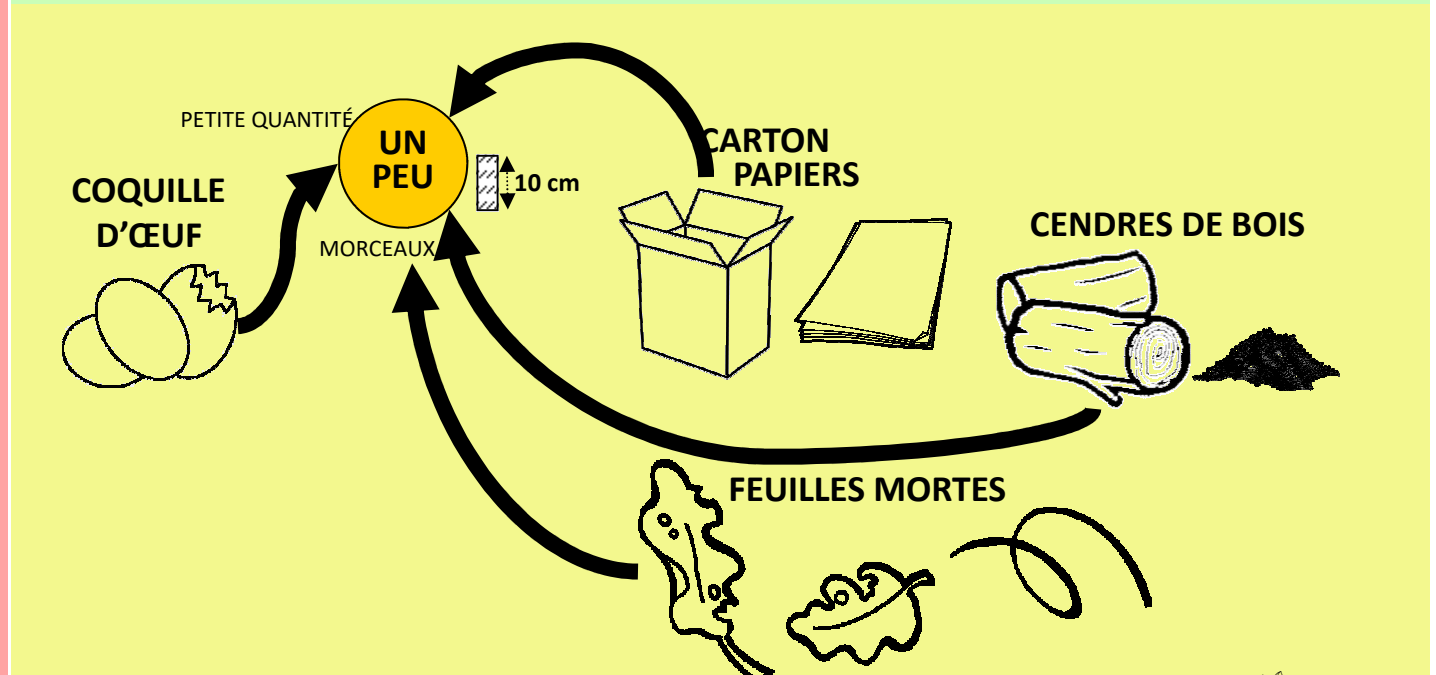 PETITE QUANTITÉ
UN
PEU
10 cm
MORCEAUX
COQUILLE
D'ŒUF
CARTON
PAPIERS
CENDRES DE BOIS
FEUILLES MORTES